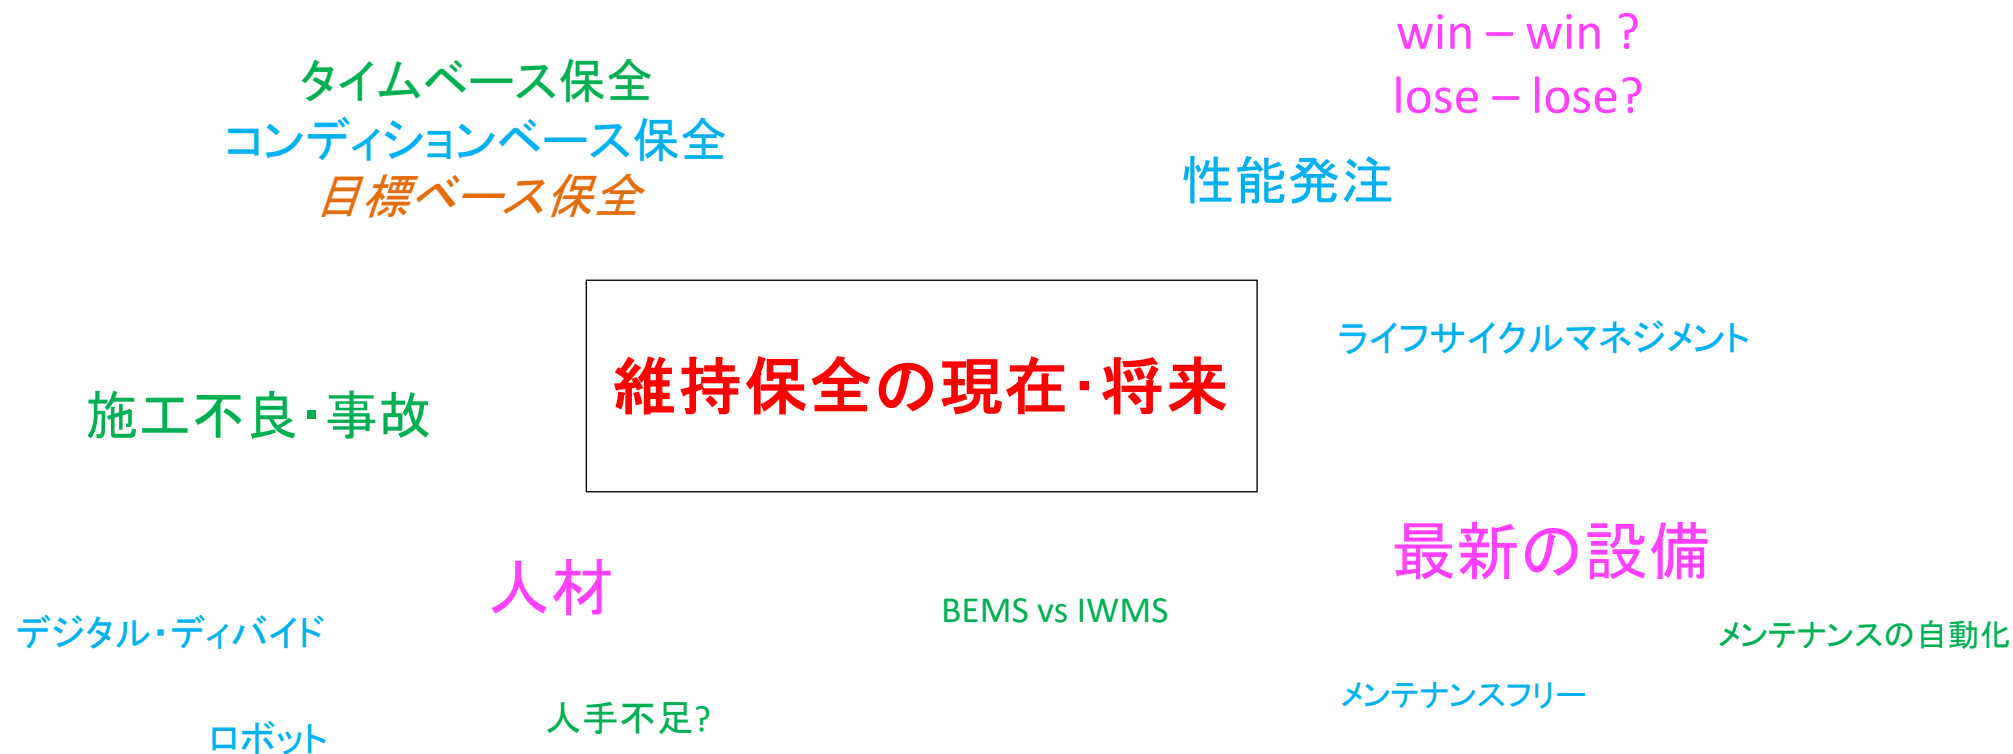 win – win ?
lose – lose?
タイムベース保全
コンディションベース保全
目標ベース保全
性能発注
ライフサイクルマネジメント
維持保全の現在・将来
施工不良・事故
最新の設備
人材
BEMS vs IWMS
デジタル・ディバイド
メンテナンスの自動化
メンテナンスフリー
人手不足?
ロボット